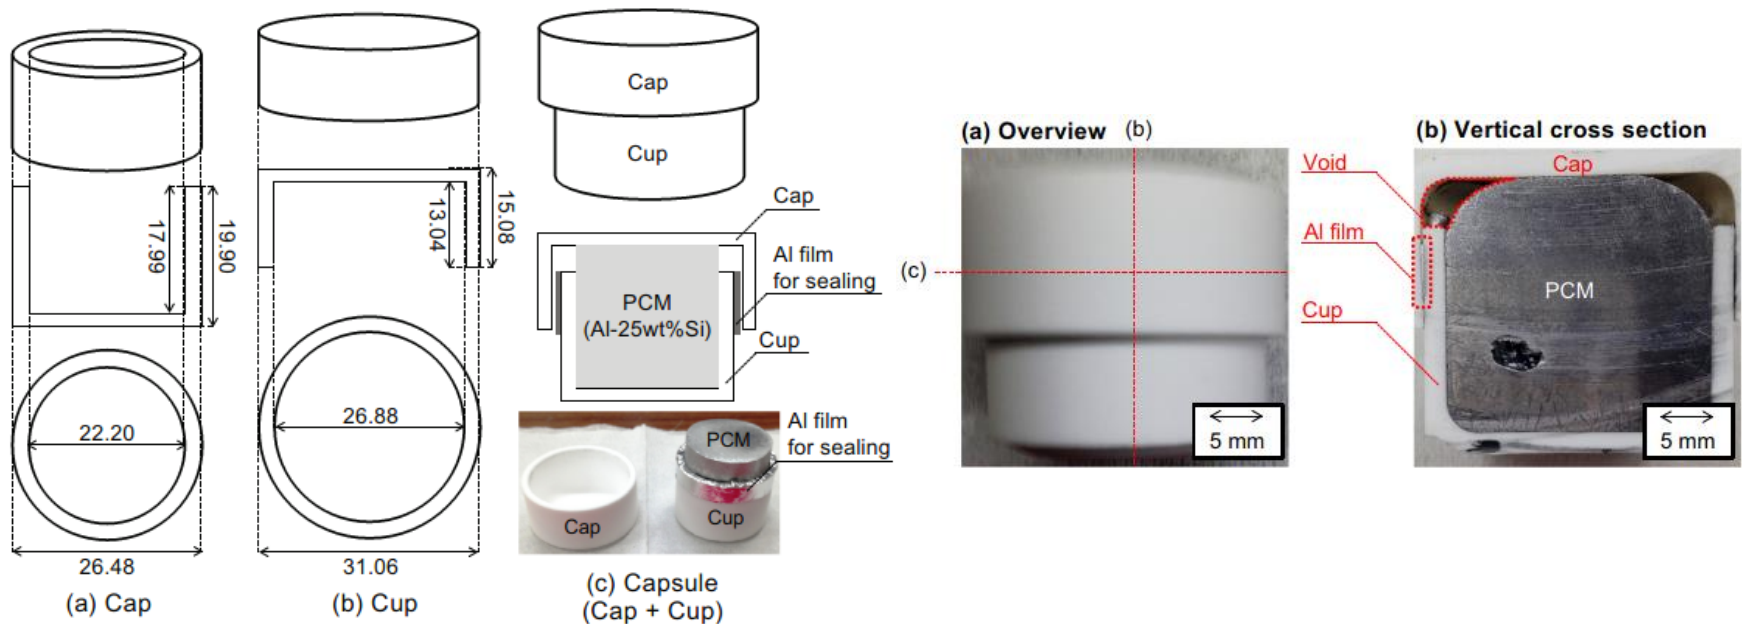 17.99
19.90
22.20
26.48
(a) Cap
13.04
15.08
26.88
31.06
(b) Cup
Cap
Cup
Cap
Al film
for sealing
PCM
(Al-25wt%Si)
Cup
Al film
for sealing
PCM
Cap
Cup
(c) Capsule
(Cap + Cup)
(a) Overview
(b)
(c)
5 mm
(b) Vertical cross section
Void
Cap
Al film
PCM
Cup
5 mm